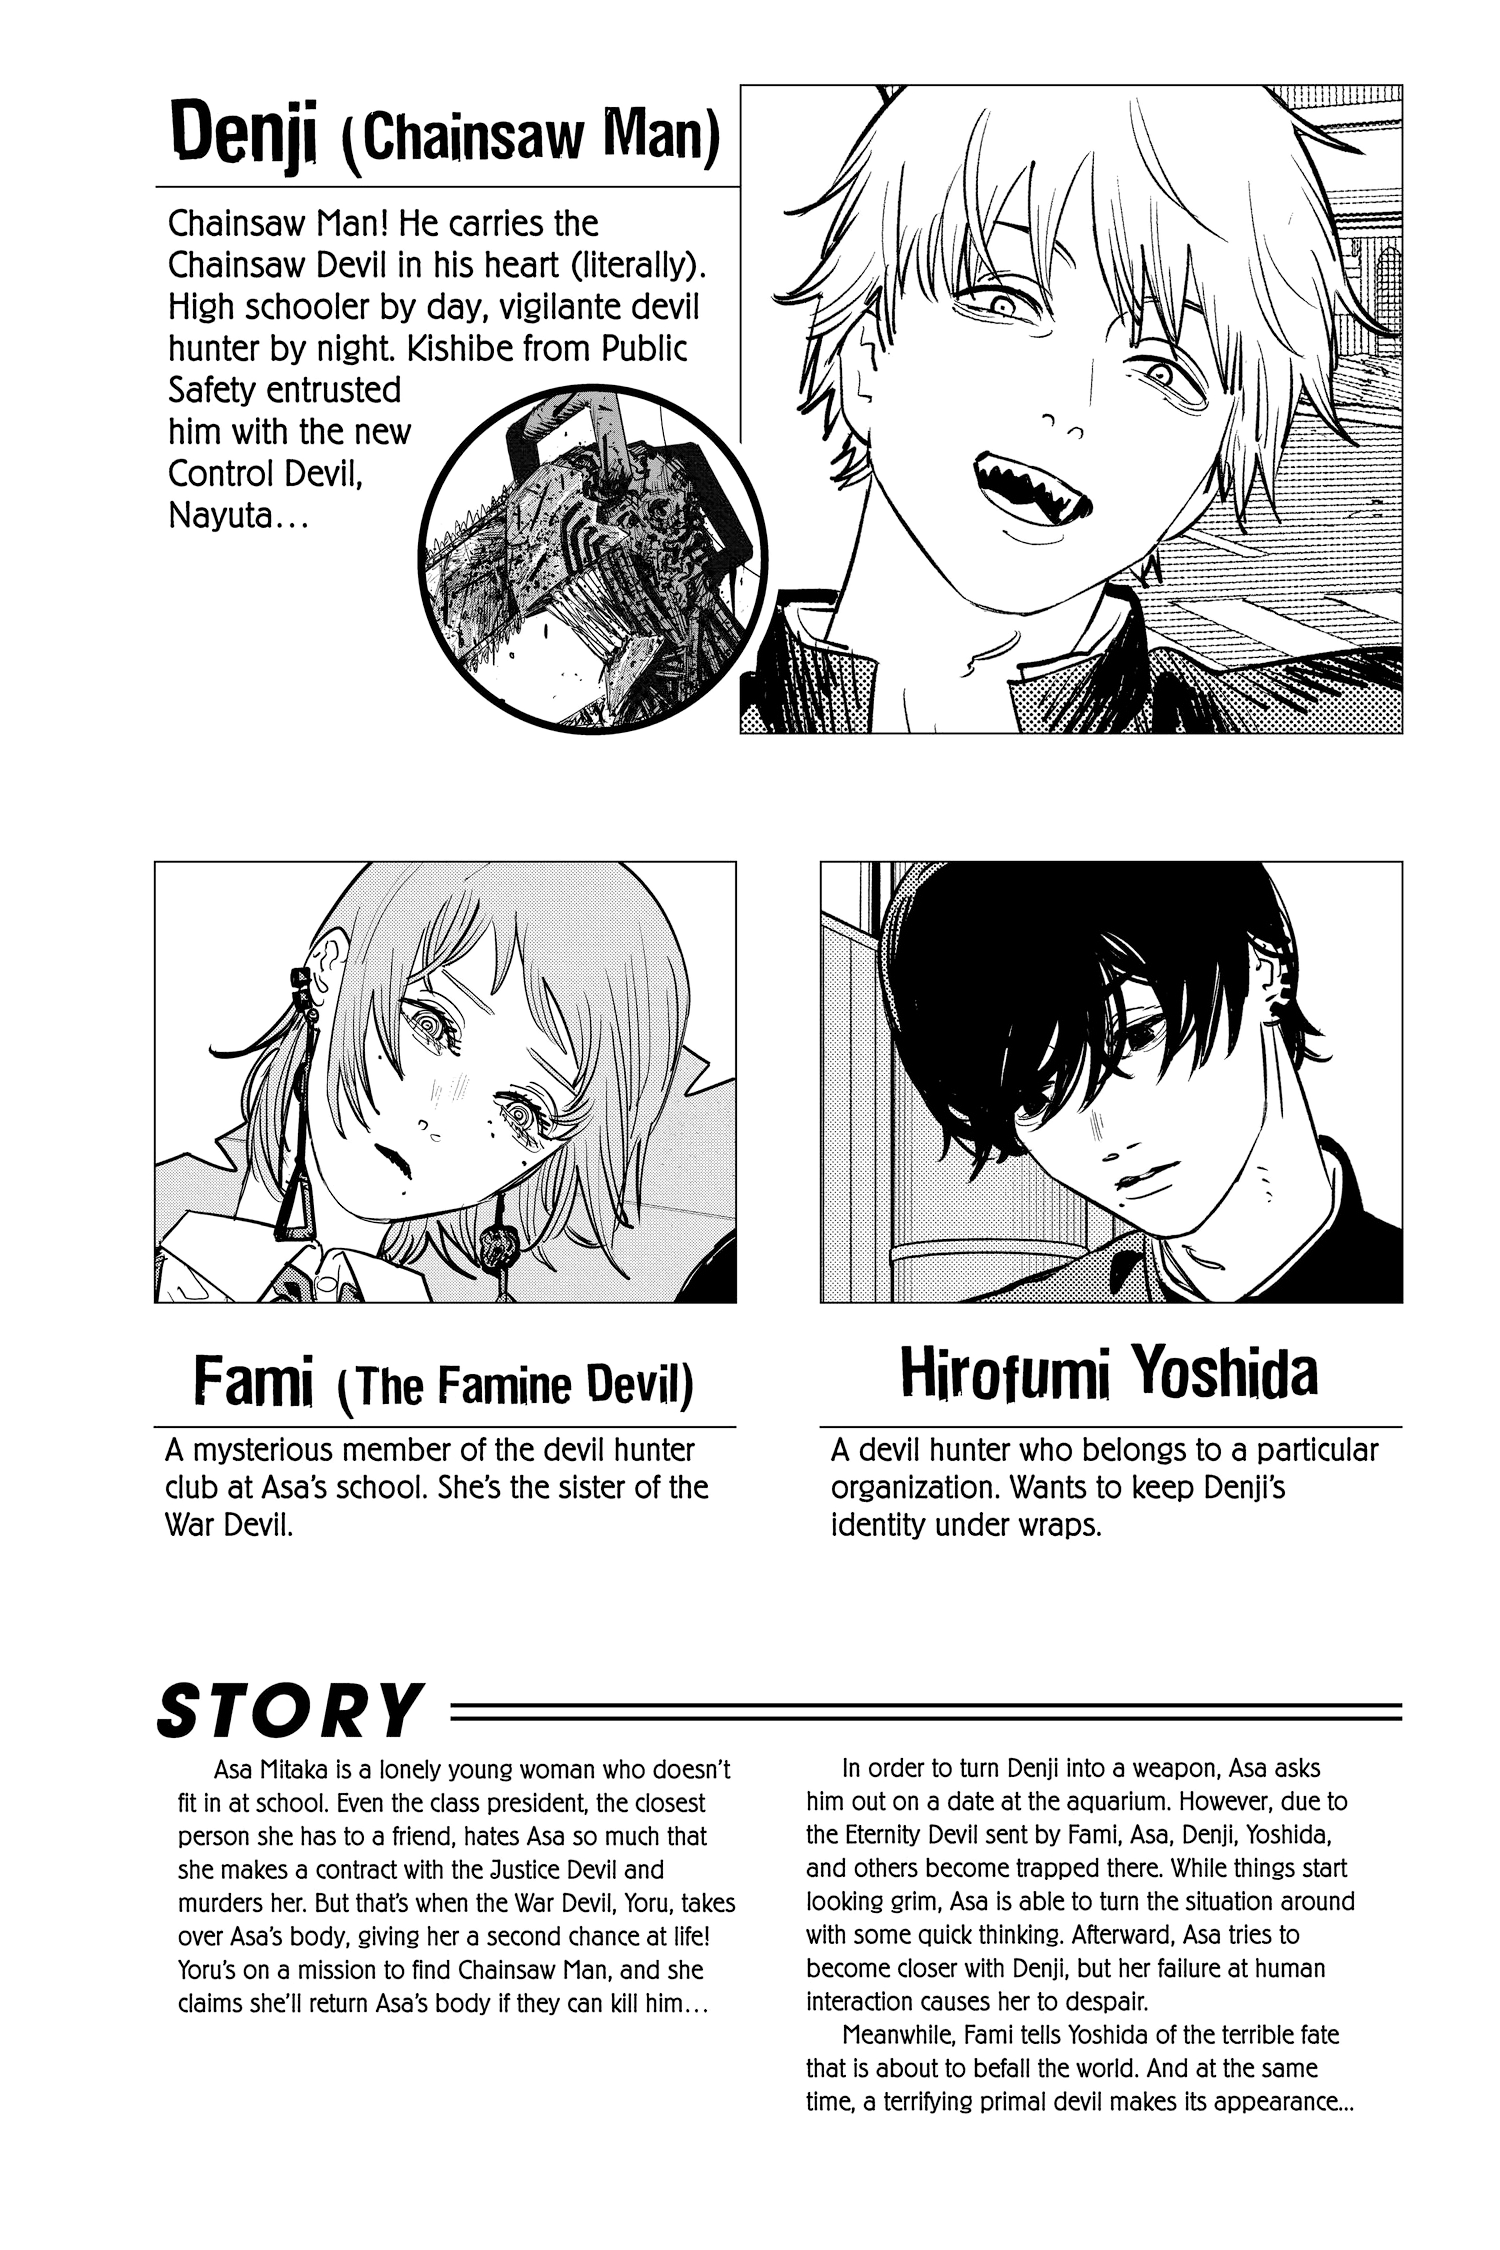 Denji (Chainsaw Man)
Chainsaw Man! He carries the
Chainsaw Devil in his heart (literally).
High schooler by day, vigilante devil
hunter by night. Kishibe from Public
Safety entrusted
him with the new
Control Devil,
Nayuta...
Fami (The Famine Devil)
A mysterious member of the devil hunter
club at Asa's school. She's the sister of the
War Devil.
Hirofumi Yoshida
A devil hunter who belongs to a particular
organization. Wants to keep Denji's
identity under wraps.
STORY
Asa Mitaka is a lonely young woman who doesn't
fit in at school. Even the class president, the closest
person she has to a friend, hates Asa so much that
she makes a contract with the Justice Devil and
murders her. But that's when the War Devil, Yoru, takes
over Asa's body, giving her a second chance at life!
Yoru's on a mission to find Chainsaw Man, and she
claims she'll return Asa's body if they can kill him...
In order to turn Denji into a weapon, Asa asks
him out on a date at the aquarium. However, due to
the Eternity Devil sent by Fami, Asa, Denji, Yoshida,
and others become trapped there. While things start
looking grim, Asa is able to turn the situation around
with some quick thinking. Afterward, Asa tries to
become closer with Denji, but her failure at human
interaction causes her to despair.
Meanwhile, Fami tells Yoshida of the terrible fate
that is about to befall the world. And at the same
time, a terrifying primal devil makes its appearance...